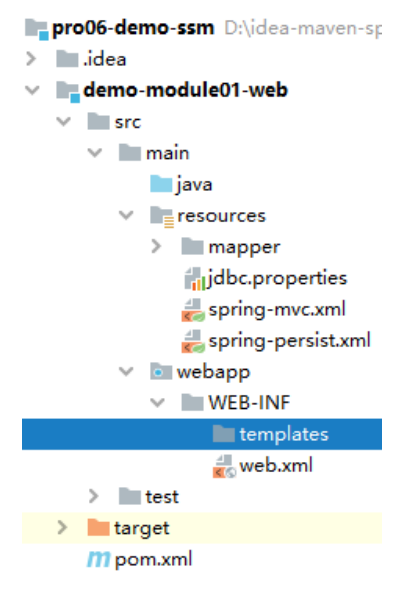 pro06-demo-ssm D:\idea-maven-sp
.idea
demo-module01-web
src
main
java
resources
mapper
jdbc.properties
spring-mvc.xml
spring-persist.xml
webapp
WEB-INF
templates
web.xml
test
target
m pom.xml